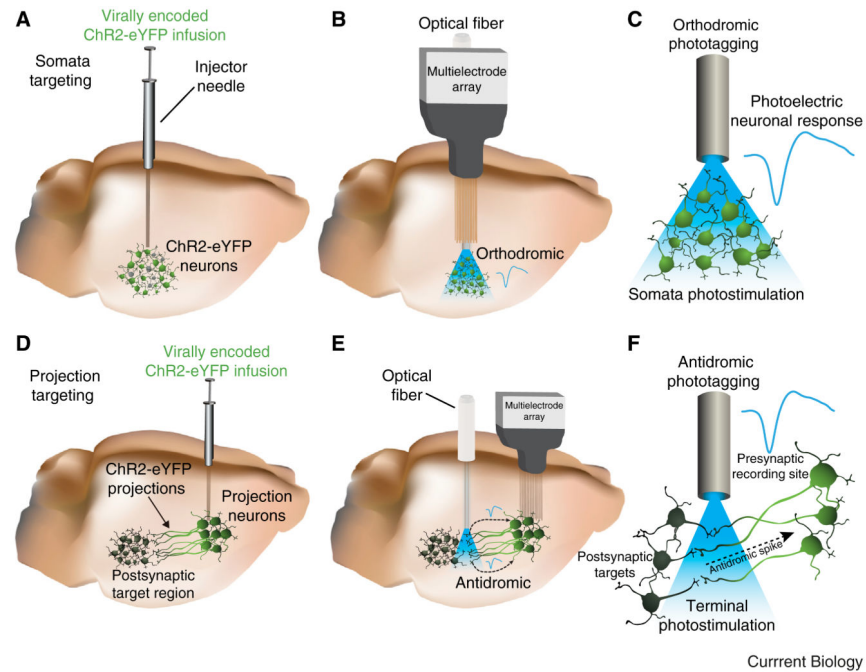 A
Virally encoded
ChR2-eYFP infusion
Somata
targeting
Injector
needle
ChR2-eYFP
neurons
B
Optical fiber
Multielectrode
array
Orthodromic
C
Orthodromic
phototagging
Photoelectric
neuronal response
Somata photostimulation
D
Virally encoded
ChR2-eYFP infusion
Projection
targeting
ChR2-eYFP
projections
Projection
neurons
Postsynaptic
target region
E
Optical
fiber
Multielectrode
array
Antidromic
F
Antidromic
phototagging
Presynaptic
recording site
Postsynaptic
targets
Antidromic spike
Terminal
photostimulation
Currrent Biology